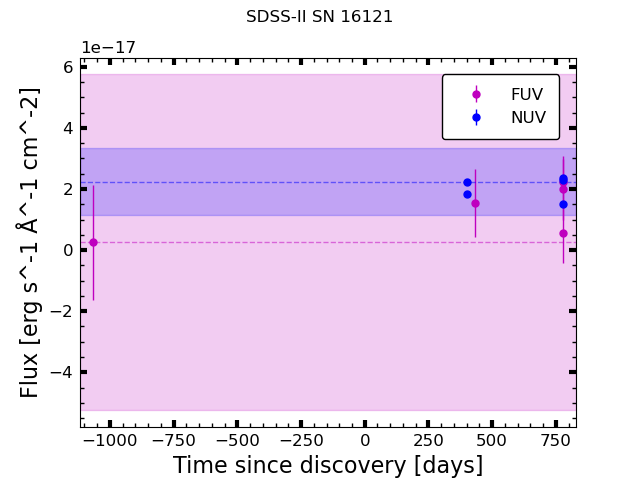 SDSS-II SN 16121
1e−17
FUV
NUV
6
4
2
0
−2
−4
Flux [erg s^-1 Å^-1 cm^-2]
−1000 −750 −500 −250 0 250 500 750
Time since discovery [days]